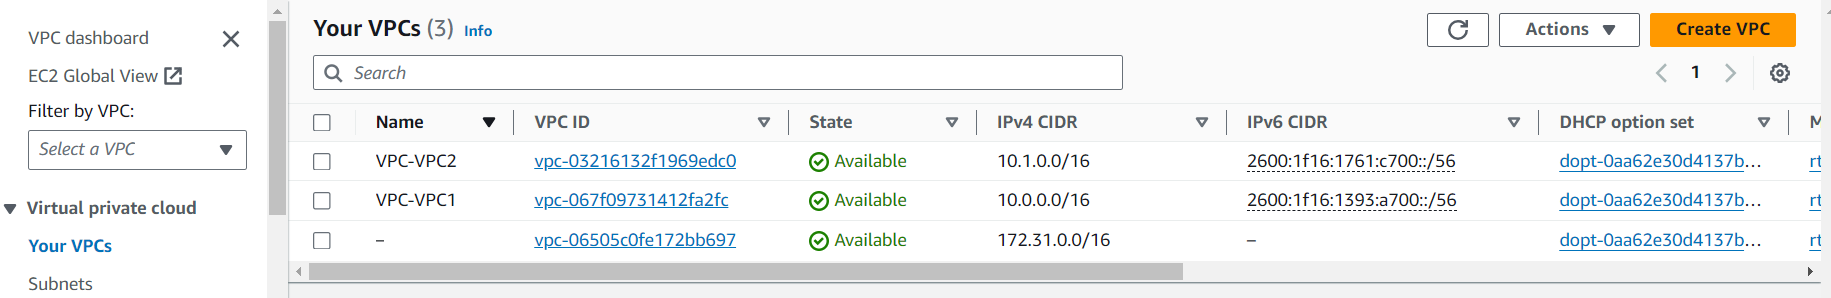 VPC dashboard
EC2 Global View
Filter by VPC:
Select a VPC
Virtual private cloud
Your VPCs
Subnets
Your VPCs (3) Info
Actions
Create VPC
Search
1
Name VPC ID State IPv4 CIDR IPv6 CIDR DHCP option set M
VPC-VPC2 vpc-03216132f1969edc0 Available 10.1.0.0/16 2600:1f16:1761:c700::/56 dopt-0aa62e30d4137b... rt
VPC-VPC1 vpc-067f09731412fa2fc Available 10.0.0.0/16 2600:1f16:1393:a700::/56 dopt-0aa62e30d4137b... rt
– vpc-06505c0fe172bb697 Available 172.31.0.0/16 – dopt-0aa62e30d4137b... rt